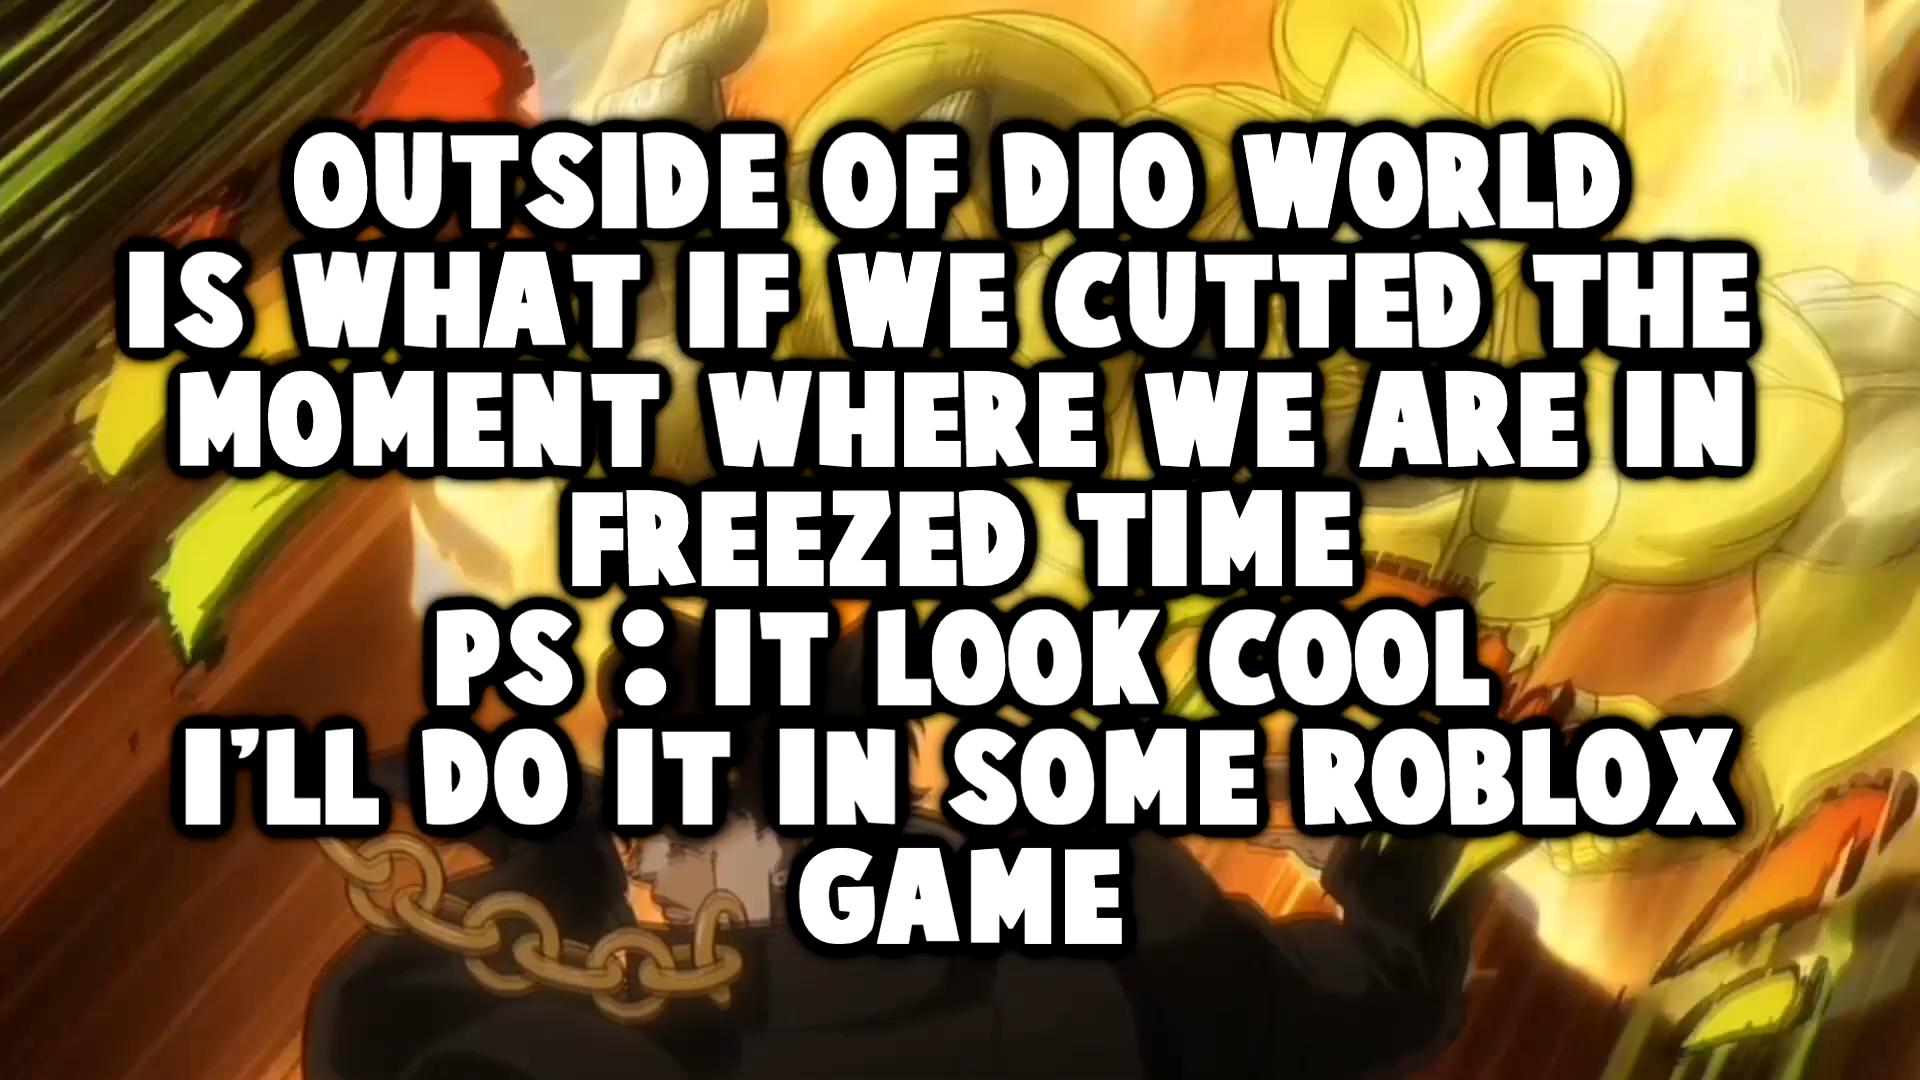 OUTSIDE OF DIO WORLD
IS WHAT IF WE CUTTED THE
MOMENT WHERE WE ARE IN
FREEZED TIME
PS : IT LOOK COOL
I'LL DO IT IN SOME ROBLOX
GAME